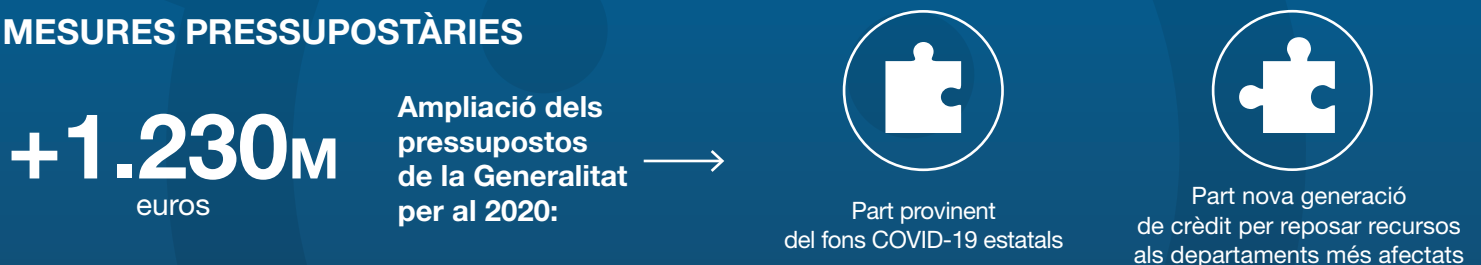 MESURES PRESSUPOSTÀRIES
+1.230M
euros
Ampliació dels
pressupostos
de la Generalitat
per al 2020:
Part provinent
del fons COVID-19 estatals
Part nova generació
de crèdit per reposar recursos
als departaments més afectats